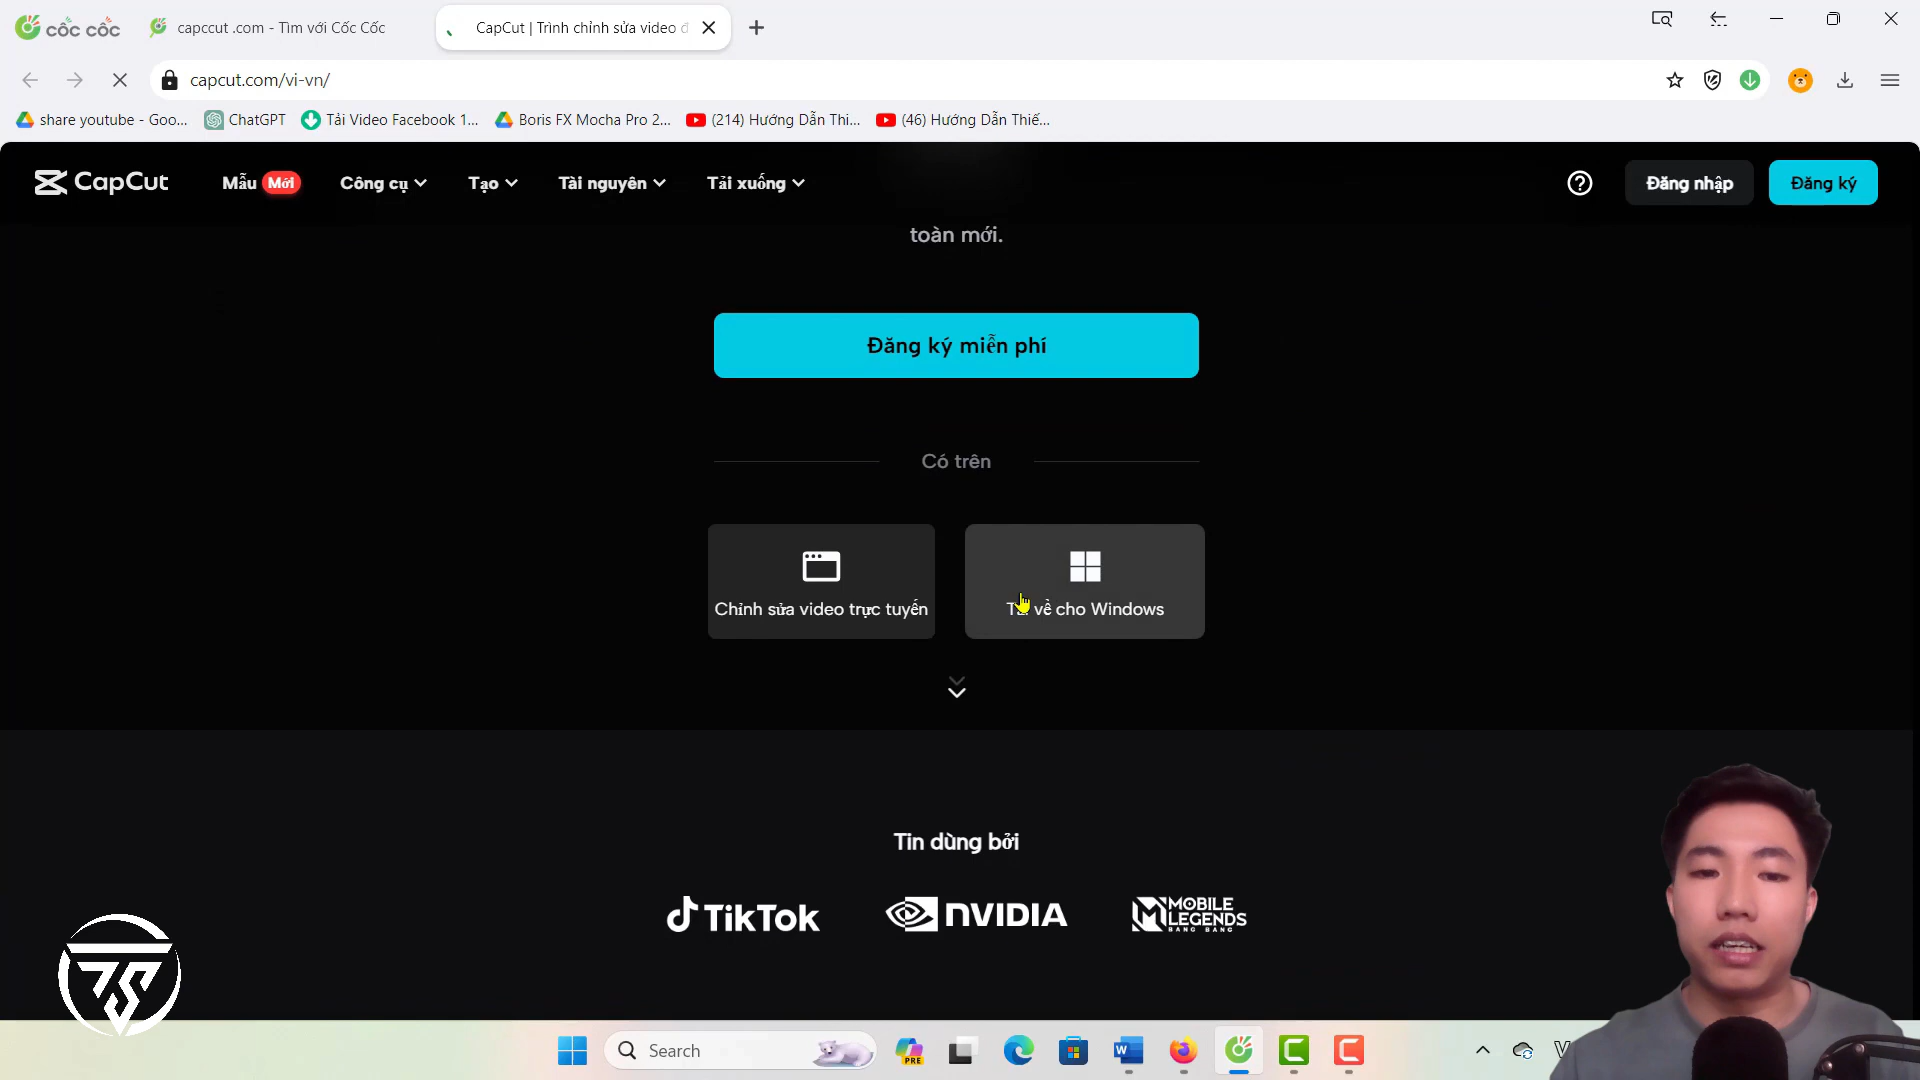 cốc cốc
capccut .com - Tìm với Cốc Cốc
CapCut | Trình chỉnh sửa video đ
capcut.com/vi-vn/
share youtube - Goo...
ChatGPT
Tải Video Facebook 1...
Boris FX Mocha Pro 2...
(214) Hướng Dẫn Thi...
(46) Hướng Dẫn Thiế...
CapCut
Mẫu Mới
Công cụ
Tạo
Tài nguyên
Tải xuống
Đăng nhập
Đăng ký
toàn mới.
Đăng ký miễn phí
Có trên
Chỉnh sửa video trực tuyến
Tải về cho Windows
Tin dùng bởi
TikTok
NVIDIA
MOBILE
LEGENDS
BANG BANG
Search
PRE